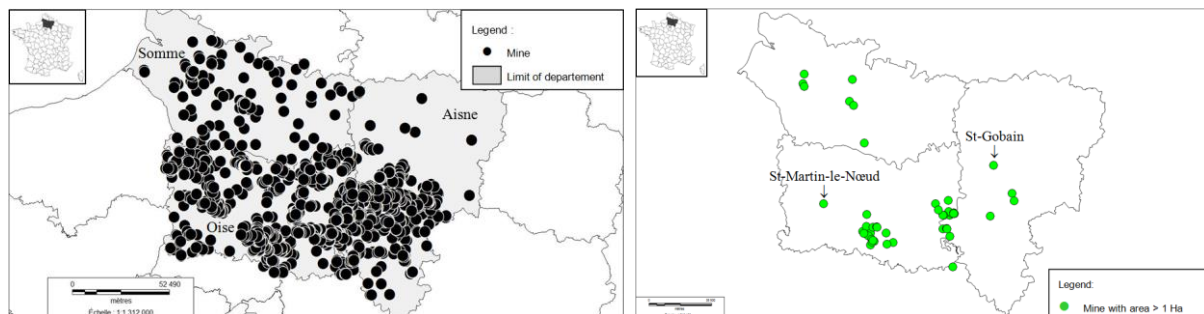 Somme
Legend :
Mine
Limit of departement
Aisne
Oise
0 52 490
mètres
Échelle : 1:1 312 000
St-Gobain
St-Martin-le-Nœud
Legend:
Mine with area > 1 Ha